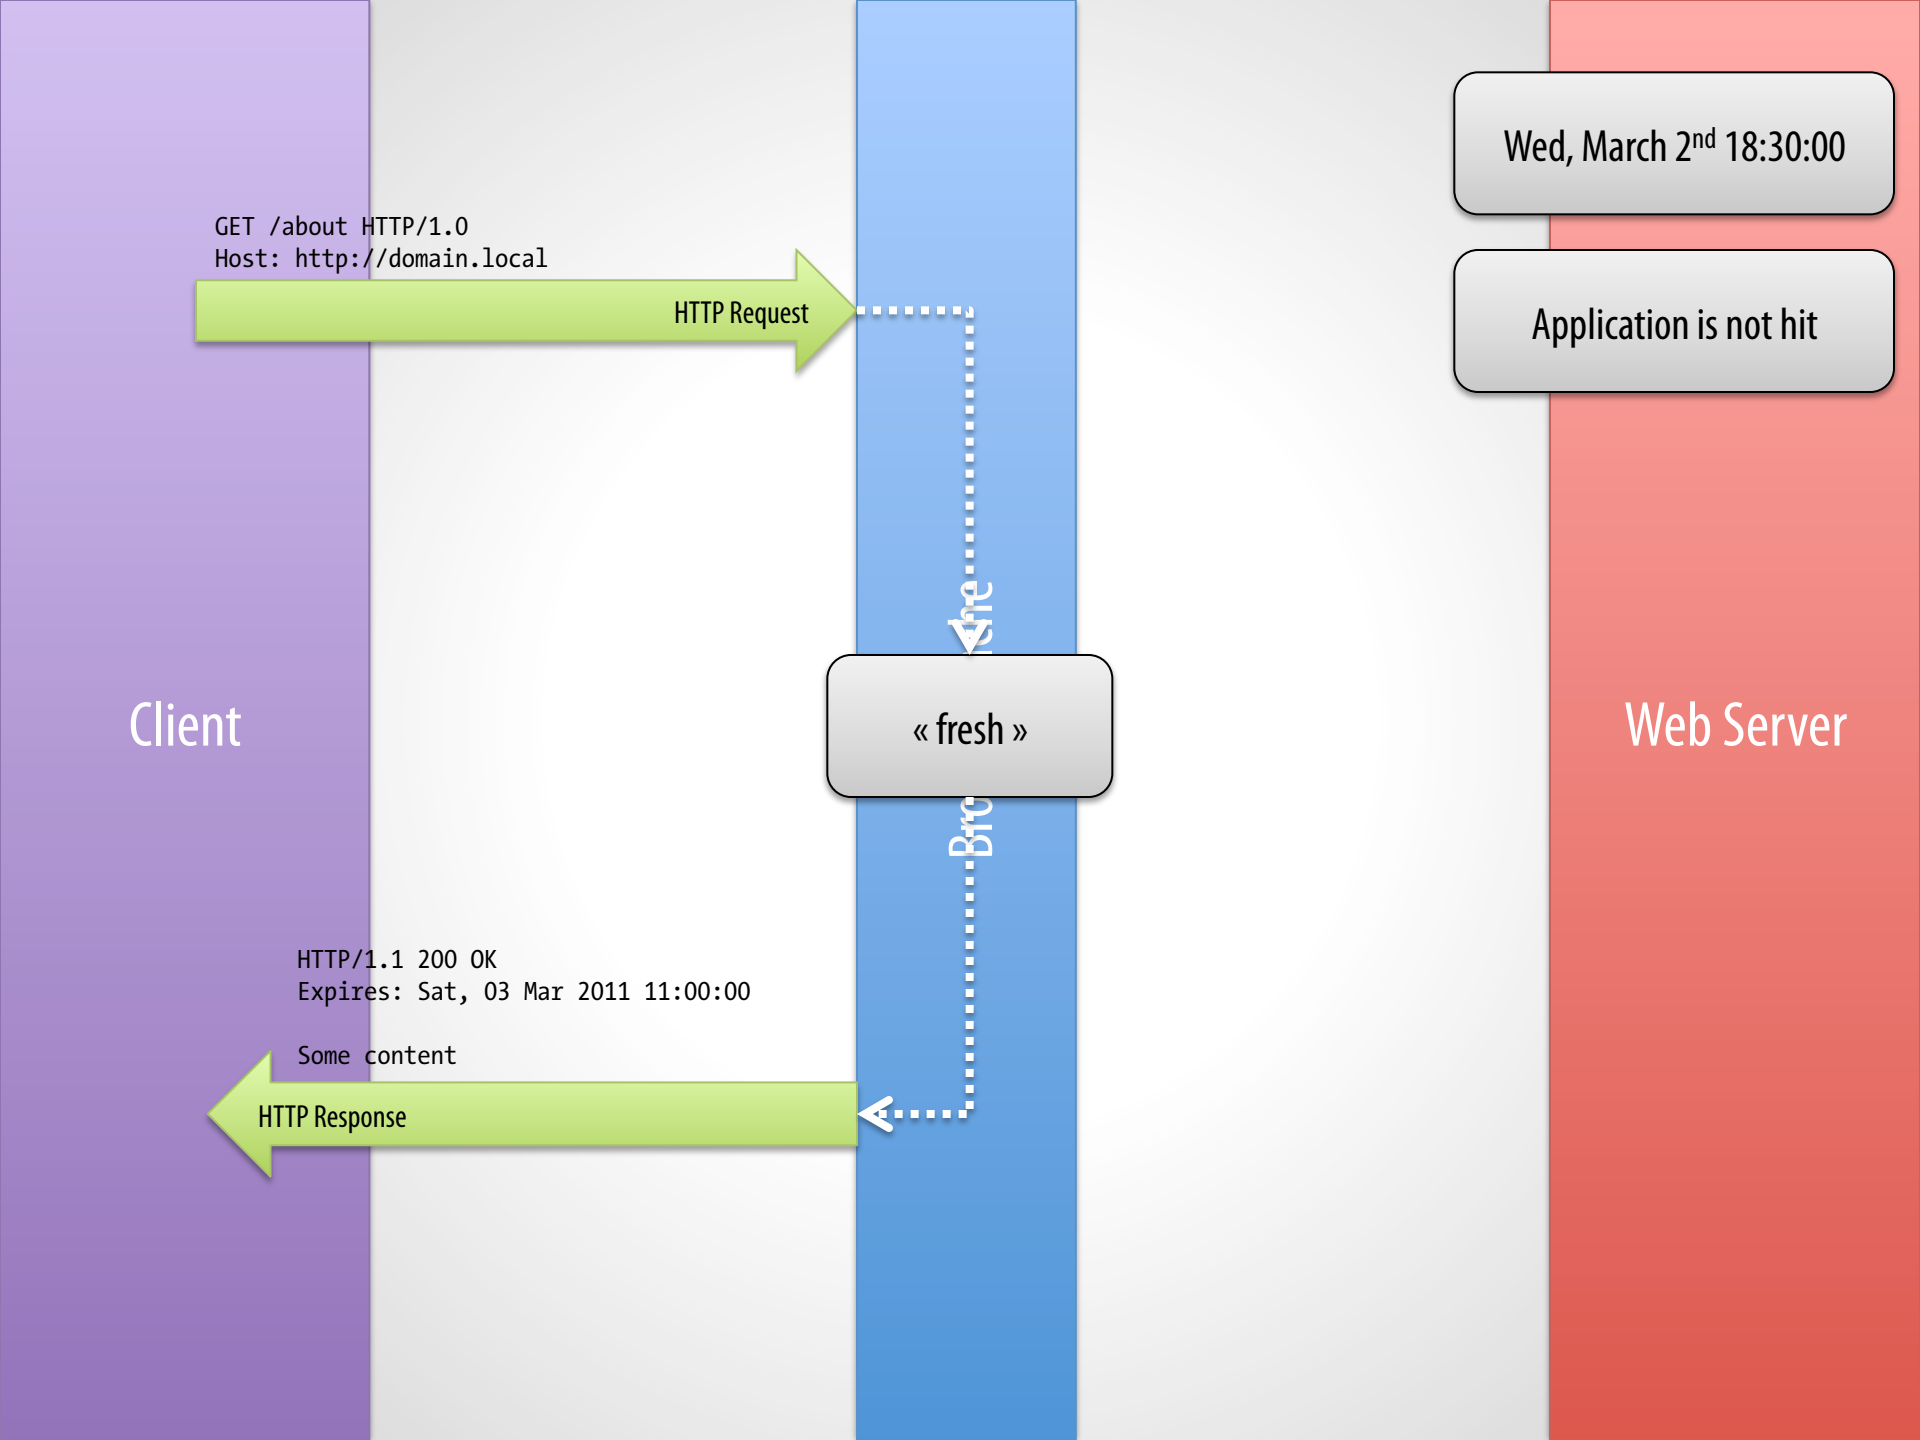 Wed, March 2nd 18:30:00
GET /about HTTP/1.0
Host: http://domain.local
HTTP Request
Application is not hit
« fresh »
Client
Web Server
HTTP/1.1 200 OK
Expires: Sat, 03 Mar 2011 11:00:00
Some content
HTTP Response